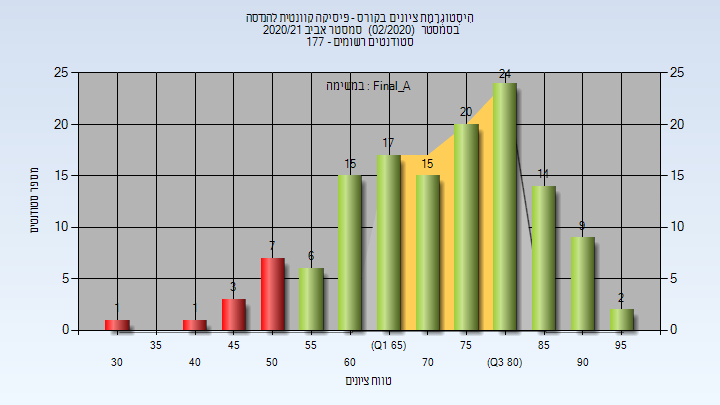 היסטוגרמת ציונים בקורס - פיסיקה קוונטית להנדסה
בסמסטר (02/2020) סמסטר אביב 2020/21
סטודנטים רשומים - 177
במשימה : Final_A
25 25
20 20
15 15
10 10
5 5
0 0
מספר סטודנטים
1 1 3 7 6 15 17 15 20 24 14 9 2
35 45 55 (Q1 65) 75 85 95
30 40 50 60 70 (Q3 80) 90
טווח ציונים